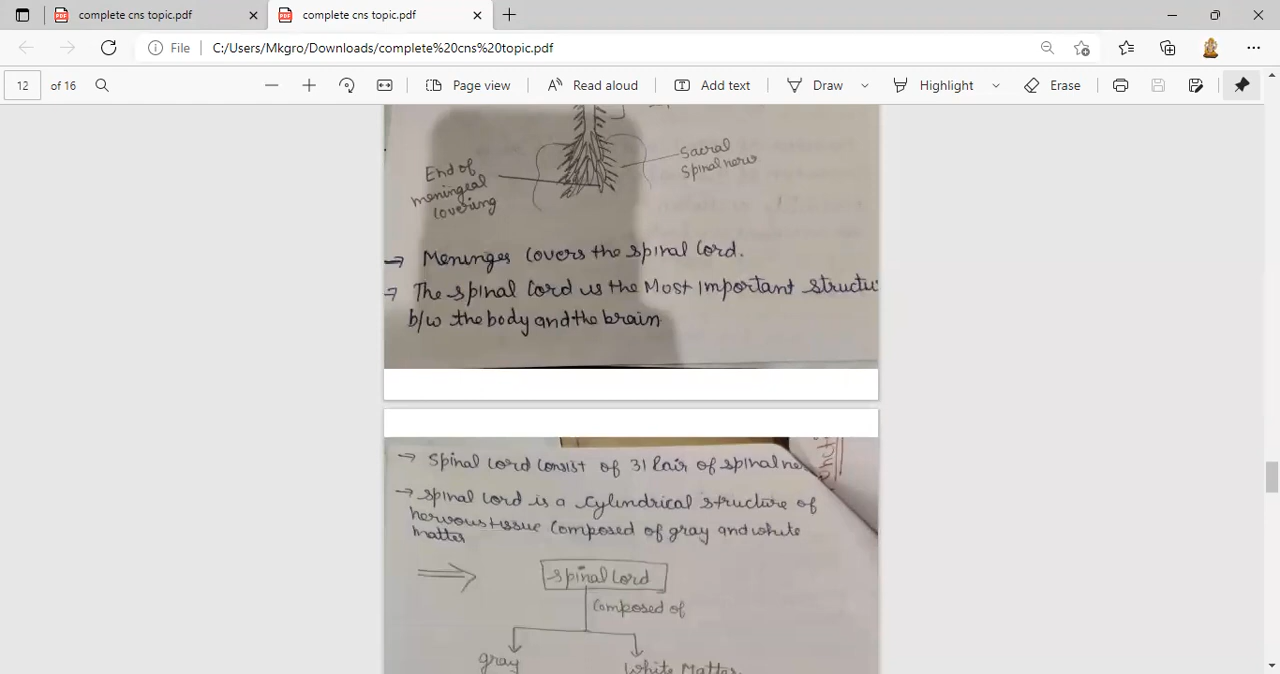 complete cns topic.pdf
complete cns topic.pdf
File
C:/Users/Mkgro/Downloads/complete%20cns%20topic.pdf
12
of 16
Page view
Read aloud
Add text
Draw
Highlight
Erase
End of
meningeal
covering
Sacral
spinal nerv
Meninges covers the spinal cord.
The spinal cord is the Most important structu
b/w the body and the brain
Spinal cord consist of 31 Pair of spinal ne
spinal cord is a cylindrical structure of
nervous tissue composed of gray and white
matter
spinal cord
composed of
gray
White Matter